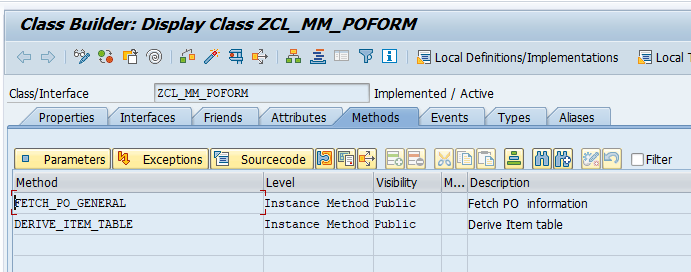 Class Builder: Display Class ZCL_MM_POFORM
Local Definitions/Implementations Local T
Class/Interface ZCL_MM_POFORM Implemented / Active
Properties Interfaces Friends Attributes Methods Events Types Aliases
Parameters Exceptions Sourcecode Filter
Method Level Visibility M... Description
FETCH_PO_GENERAL Instance Method Public Fetch PO information
DERIVE_ITEM_TABLE Instance Method Public Derive Item table